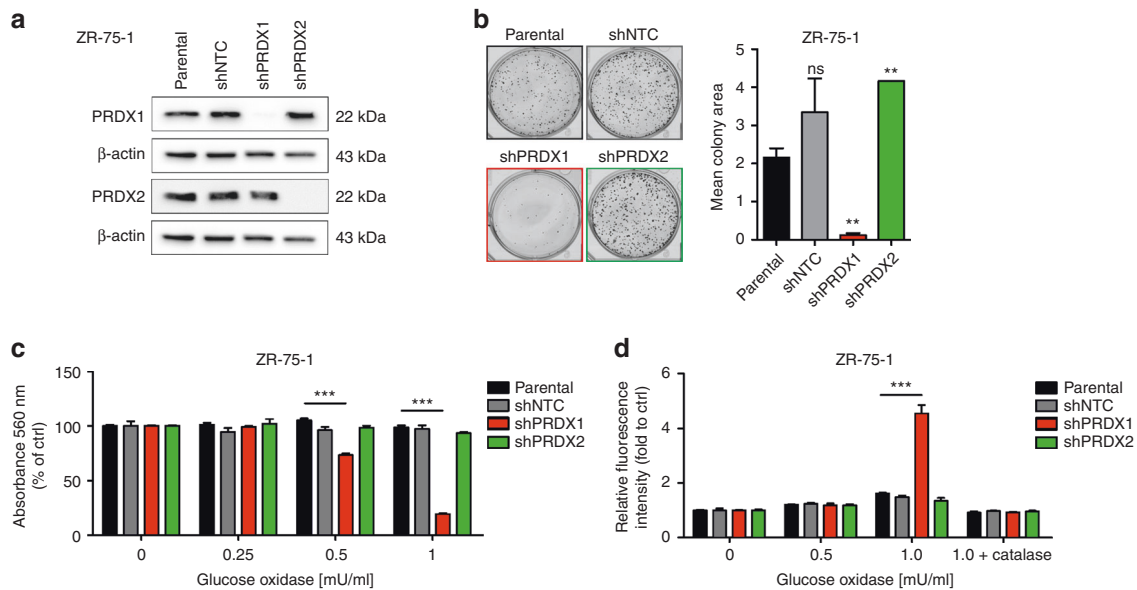 a
ZR-75-1
Parental
shNTC
shPRDX1
shPRDX2
PRDX1
22 kDa
β-actin
43 kDa
PRDX2
22 kDa
β-actin
43 kDa
b
Parental
shNTC
shPRDX1
shPRDX2
ZR-75-1
Mean colony area
5
4
3
2
1
0
ns
**
**
Parental
shNTC
shPRDX1
shPRDX2
c
ZR-75-1
Absorbance 560 nm
(% of ctrl)
150
100
50
0
***
***
Parental
shNTC
shPRDX1
shPRDX2
0
0.25
0.5
1
Glucose oxidase [mU/ml]
d
ZR-75-1
Relative fluorescence
intensity (fold to ctrl)
6
4
2
0
***
Parental
shNTC
shPRDX1
shPRDX2
0
0.5
1.0
1.0 + catalase
Glucose oxidase [mU/ml]